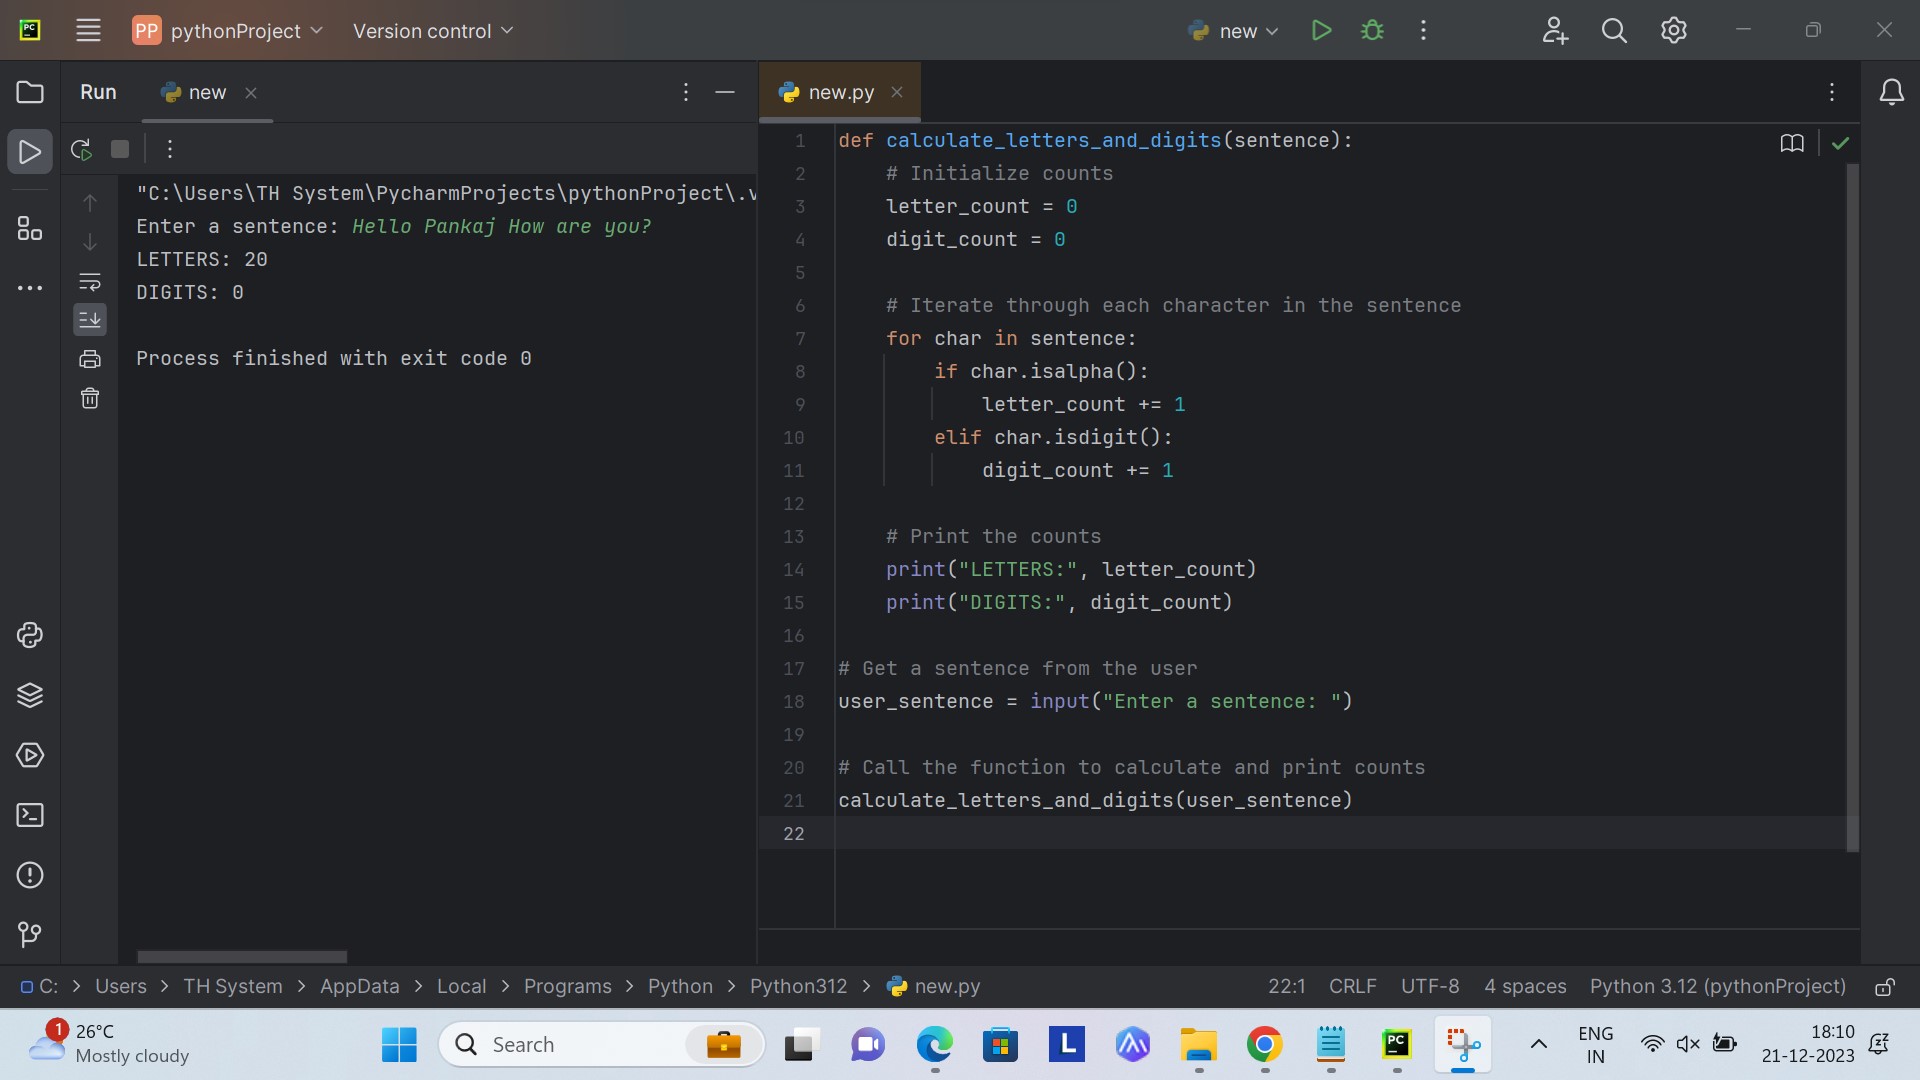 PC
PP pythonProject
Version control
new
Run
new
new.py
"C:\Users\TH System\PycharmProjects\pythonProject\.v
Enter a sentence: Hello Pankaj How are you?
LETTERS: 20
DIGITS: 0
Process finished with exit code 0
1 def calculate_letters_and_digits(sentence):
2 # Initialize counts
3 letter_count = 0
4 digit_count = 0
5
6 # Iterate through each character in the sentence
7 for char in sentence:
8 if char.isalpha():
9 letter_count += 1
10 elif char.isdigit():
11 digit_count += 1
12
13 # Print the counts
14 print("LETTERS:", letter_count)
15 print("DIGITS:", digit_count)
16
17 # Get a sentence from the user
18 user_sentence = input("Enter a sentence: ")
19
20 # Call the function to calculate and print counts
21 calculate_letters_and_digits(user_sentence)
22
C: > Users > TH System > AppData > Local > Programs > Python > Python312 > new.py
22:1 CRLF UTF-8 4 spaces Python 3.12 (pythonProject)
1
26°C
Mostly cloudy
Search
L
PC
ENG
IN
18:10
21-12-2023